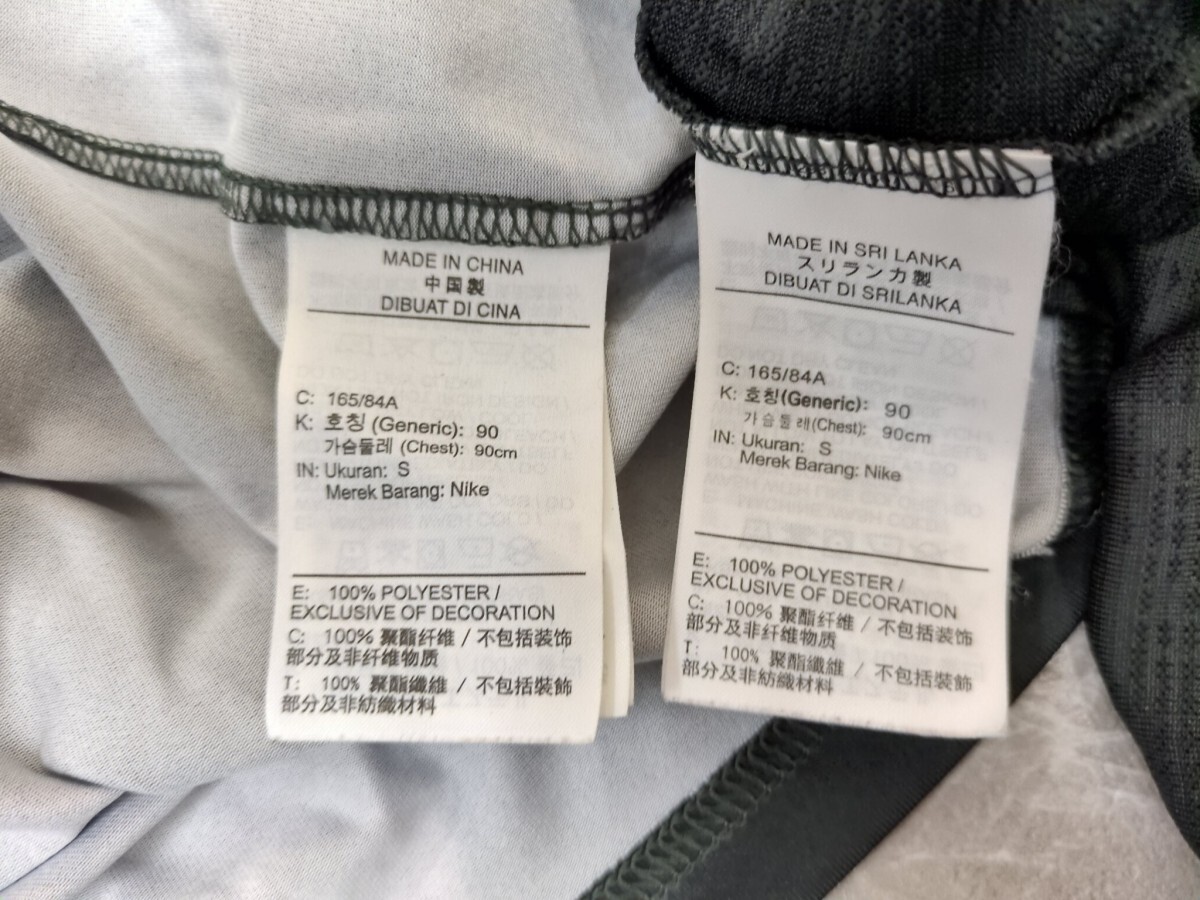 MADE IN CHINA
中国製
DIBUAT DI CINA
C: 165/84A
K: 호칭 (Generic): 90
가슴둘레 (Chest): 90cm
IN: Ukuran: S
Merek Barang: Nike
E: 100% POLYESTER /
EXCLUSIVE OF DECORATION
C: 100% 聚酯纤维 / 不包括装饰
部分及非纤维物质
T: 100% 聚酯纖維 / 不包括裝飾
部分及非紡織材料
MADE IN SRI LANKA
スリランカ製
DIBUAT DI SRILANKA
C: 165/84A
K: 호칭(Generic): 90
가슴둘레(Chest): 90cm
IN: Ukuran: S
Merek Barang: Nike
E: 100% POLYESTER /
EXCLUSIVE OF DECORATION
C: 100% 聚酯纤维 / 不包括装饰
部分及非纤维物质
T: 100% 聚酯纖維 / 不包括裝飾
部分及非紡織材料